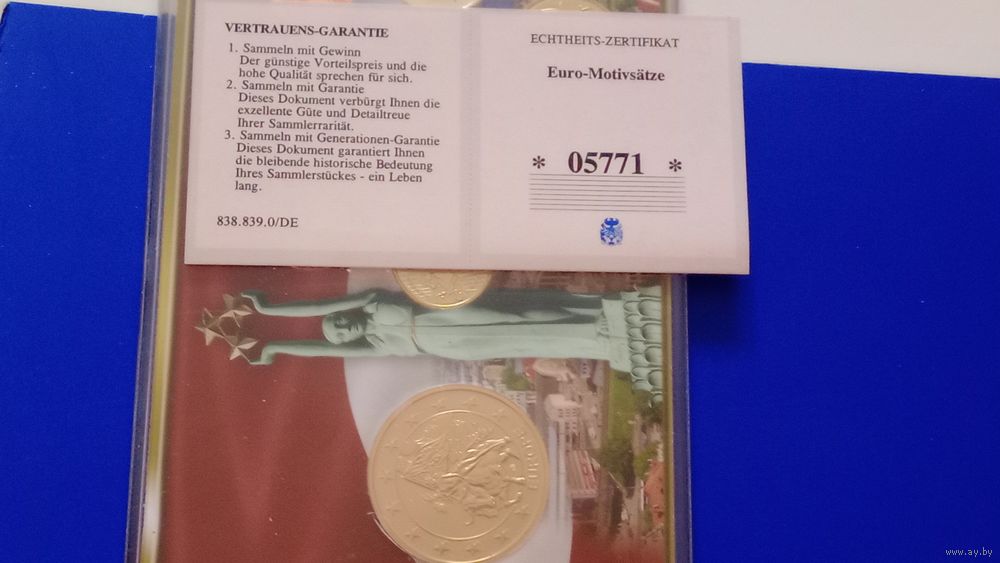 VERTRAUENS-GARANTIE
1. Sammeln mit Gewinn
Der günstige Vorteilspreis und die
hohe Qualität sprechen für sich.
2. Sammeln mit Garantie
Dieses Dokument verbürgt Ihnen die
exzellente Güte und Detailtreue
Ihrer Sammlerrarität.
3. Sammeln mit Generationen-Garantie
Dieses Dokument garantiert Ihnen
die bleibende historische Bedeutung
Ihres Sammlerstückes - ein Leben
lang.
838.839.0/DE
ECHTHEITS-ZERTIFIKAT
Euro-Motivsätze
* 05771 *
www.ay.by